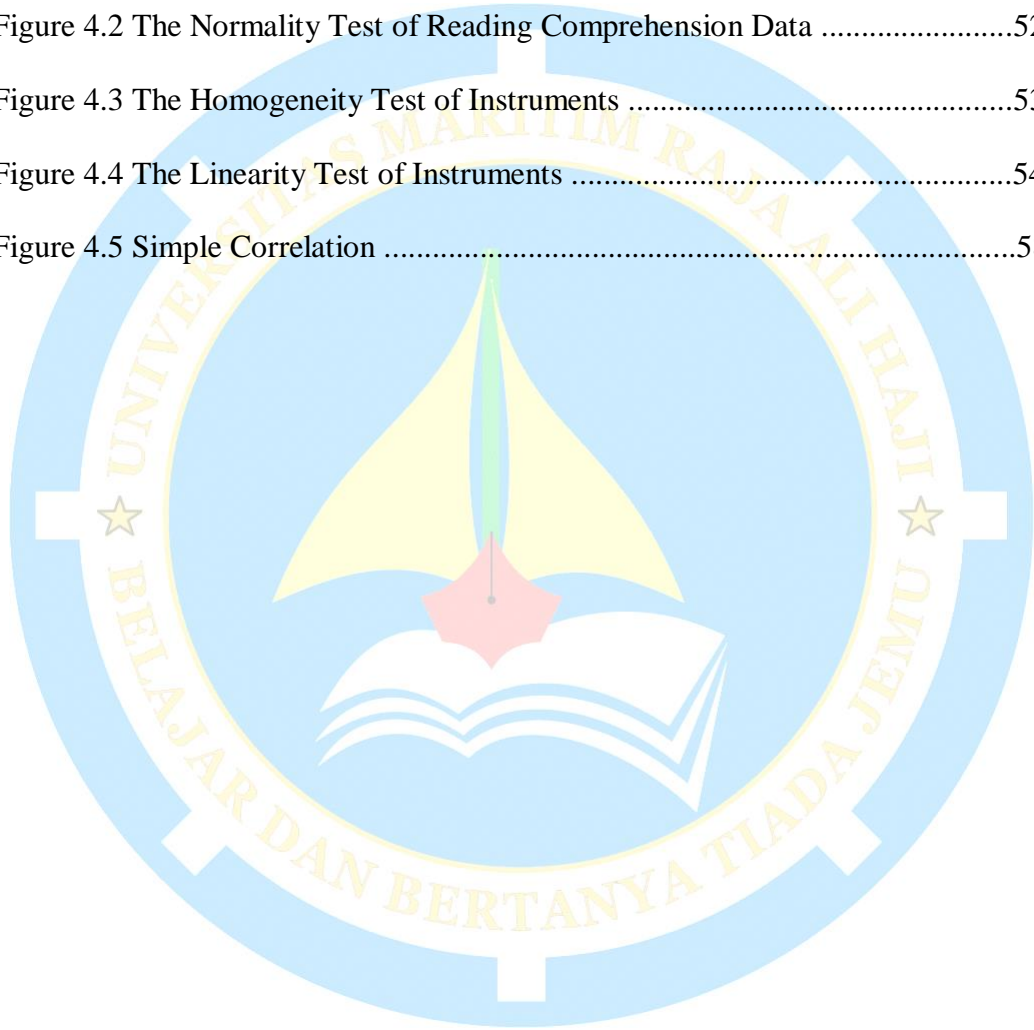 Figure 4.2 The Normality Test of Reading Comprehension Data .......................52
Figure 4.3 The Homogeneity Test of Instruments ................................................53
Figure 4.4 The Linearity Test of Instruments .......................................................54
Figure 4.5 Simple Correlation ...............................................................................5
UNIVERSITAS MARITIM RAJA ALI HAJI
BELAJAR DAN BERTANYA TIADA JEMU